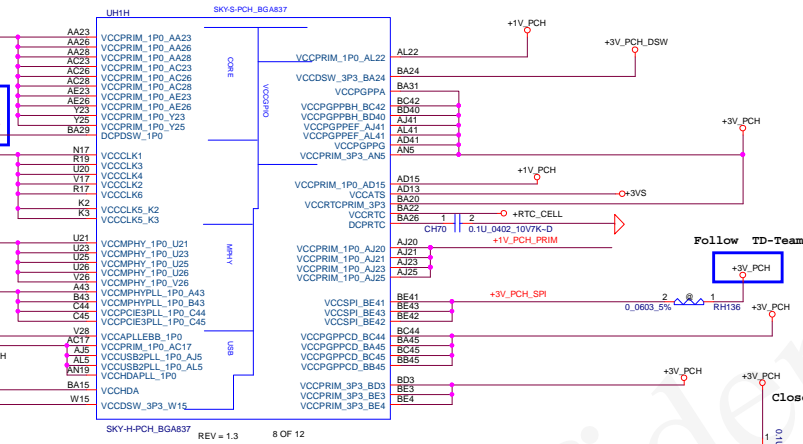 UH1H
SKY-S-PCH_BGA837
AA23 VCCPRIM_1P0_AA23
AA26 VCCPRIM_1P0_AA26
AA28 VCCPRIM_1P0_AA28
AC23 VCCPRIM_1P0_AC23
AC26 VCCPRIM_1P0_AC26
AC28 VCCPRIM_1P0_AC28
AE23 VCCPRIM_1P0_AE23
AE26 VCCPRIM_1P0_AE26
Y23 VCCPRIM_1P0_Y23
Y25 VCCPRIM_1P0_Y25
BA29 DCPDSW_1P0
N17 VCCCLK1
R19 VCCCLK3
U20 VCCCLK4
V17 VCCCLK2
R17 VCCCLK6
K2 VCCCLK5_K2
K3 VCCCLK5_K3
U21 VCCMPHY_1P0_U21
U23 VCCMPHY_1P0_U23
U25 VCCMPHY_1P0_U25
U26 VCCMPHY_1P0_U26
V26 VCCMPHY_1P0_V26
A43 VCCMPHYPLL_1P0_A43
B43 VCCMPHYPLL_1P0_B43
C44 VCCPCIE3PLL_1P0_C44
C45 VCCPCIE3PLL_1P0_C45
V28 VCCAPLLEBB_1P0
AC17 VCCPRIM_1P0_AC17
AJ5 VCCUSB2PLL_1P0_AJ5
AL5 VCCUSB2PLL_1P0_AL5
AN19 VCCHDAPLL_1P0
H
BA15 VCCHDA
W15 VCCDSW_3P3_W15
CORE
VCCGPIO
MPHY
USB
VCCPRIM_1P0_AL22 AL22
+1V_PCH
VCCDSW_3P3_BA24 BA24
+3V_PCH_DSW
VCCPGPPA BA31
VCCPGPPBH_BC42 BC42
VCCPGPPBH_BD40 BD40
VCCPGPPEF_AJ41 AJ41
VCCPGPPEF_AL41 AL41
VCCPGPPG AD41
VCCPRIM_3P3_AN5 AN5
+3V_PCH
VCCPRIM_1P0_AD15 AD15
+1V_PCH
VCCATS AD13
+3VS
VCCRTCPRIM_3P3 BA20
VCCRTC BA22
+RTC_CELL
DCPRTC BA26
CH70 1 2 0.1U_0402_10V7K~D
VCCPRIM_1P0_AJ20 AJ20
+1V_PCH_PRIM
VCCPRIM_1P0_AJ21 AJ21
VCCPRIM_1P0_AJ23 AJ23
VCCPRIM_1P0_AJ25 AJ25
Follow TD-Team
+3V_PCH
VCCSPI_BE41 BE41
VCCSPI_BE43 BE43
VCCSPI_BE42 BE42
+3V_PCH_SPI
2 @ 1
0_0603_5% RH136
+3V_PCH
VCCPGPPCD_BC44 BC44
VCCPGPPCD_BA45 BA45
VCCPGPPCD_BC45 BC45
VCCPGPPCD_BB45 BB45
VCCPRIM_3P3_BD3 BD3
VCCPRIM_3P3_BE3 BE3
VCCPRIM_3P3_BE4 BE4
+3V_PCH
+3V_PCH
Close
1
SKY-H-PCH_BGA837
REV = 1.3
8 OF 12